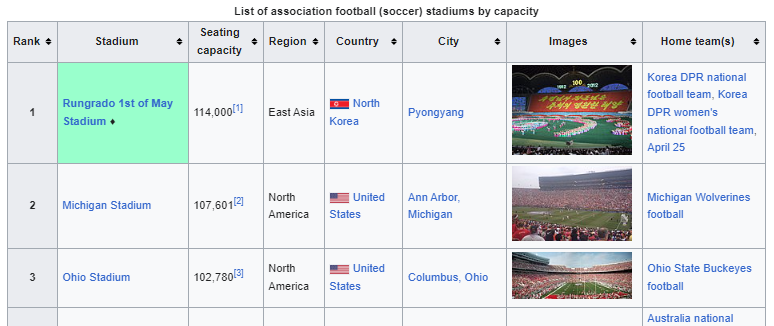 List of association football (soccer) stadiums by capacity
Rank Stadium Seating capacity Region Country City Images Home team(s)
1 Rungrado 1st of May Stadium ♦ 114,000[1] East Asia North Korea Pyongyang Korea DPR national football team, Korea DPR women's national football team, April 25
2 Michigan Stadium 107,601[2] North America United States Ann Arbor, Michigan Michigan Wolverines football
3 Ohio Stadium 102,780[3] North America United States Columbus, Ohio Ohio State Buckeyes football
Australia national